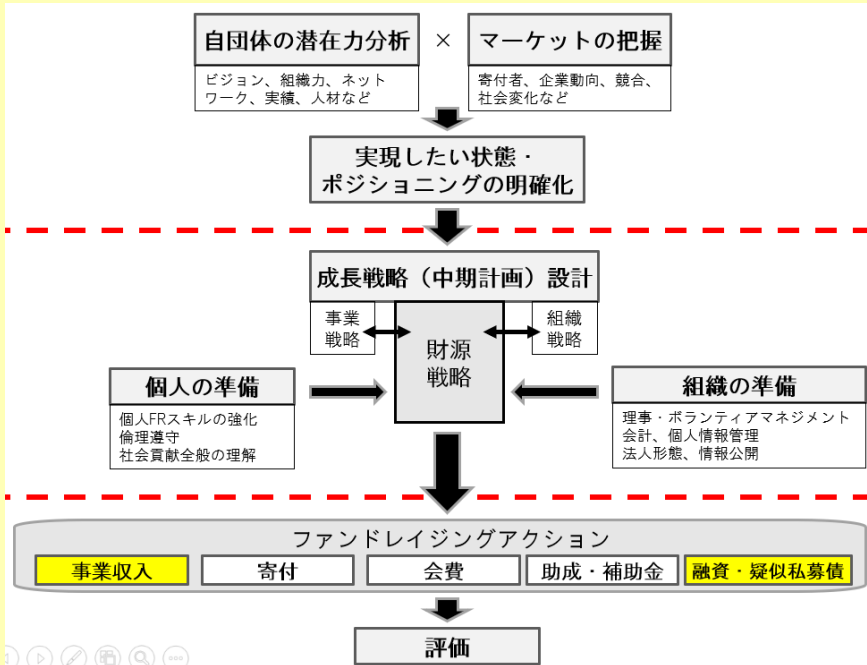 自団体の潜在力分析
×
マーケットの把握
ビジョン、組織力、ネット
ワーク、実績、人材など
寄付者、企業動向、競合、
社会変化など
実現したい状態・
ポジショニングの明確化
成長戦略（中期計画）設計
事業
戦略
財源
戦略
組織
戦略
個人の準備
個人FRスキルの強化
倫理遵守
社会貢献全般の理解
組織の準備
理事・ボランティアマネジメント
会計、個人情報管理
法人形態、情報公開
ファンドレイジングアクション
事業収入
寄付
会費
助成・補助金
融資・疑似私募債
評価